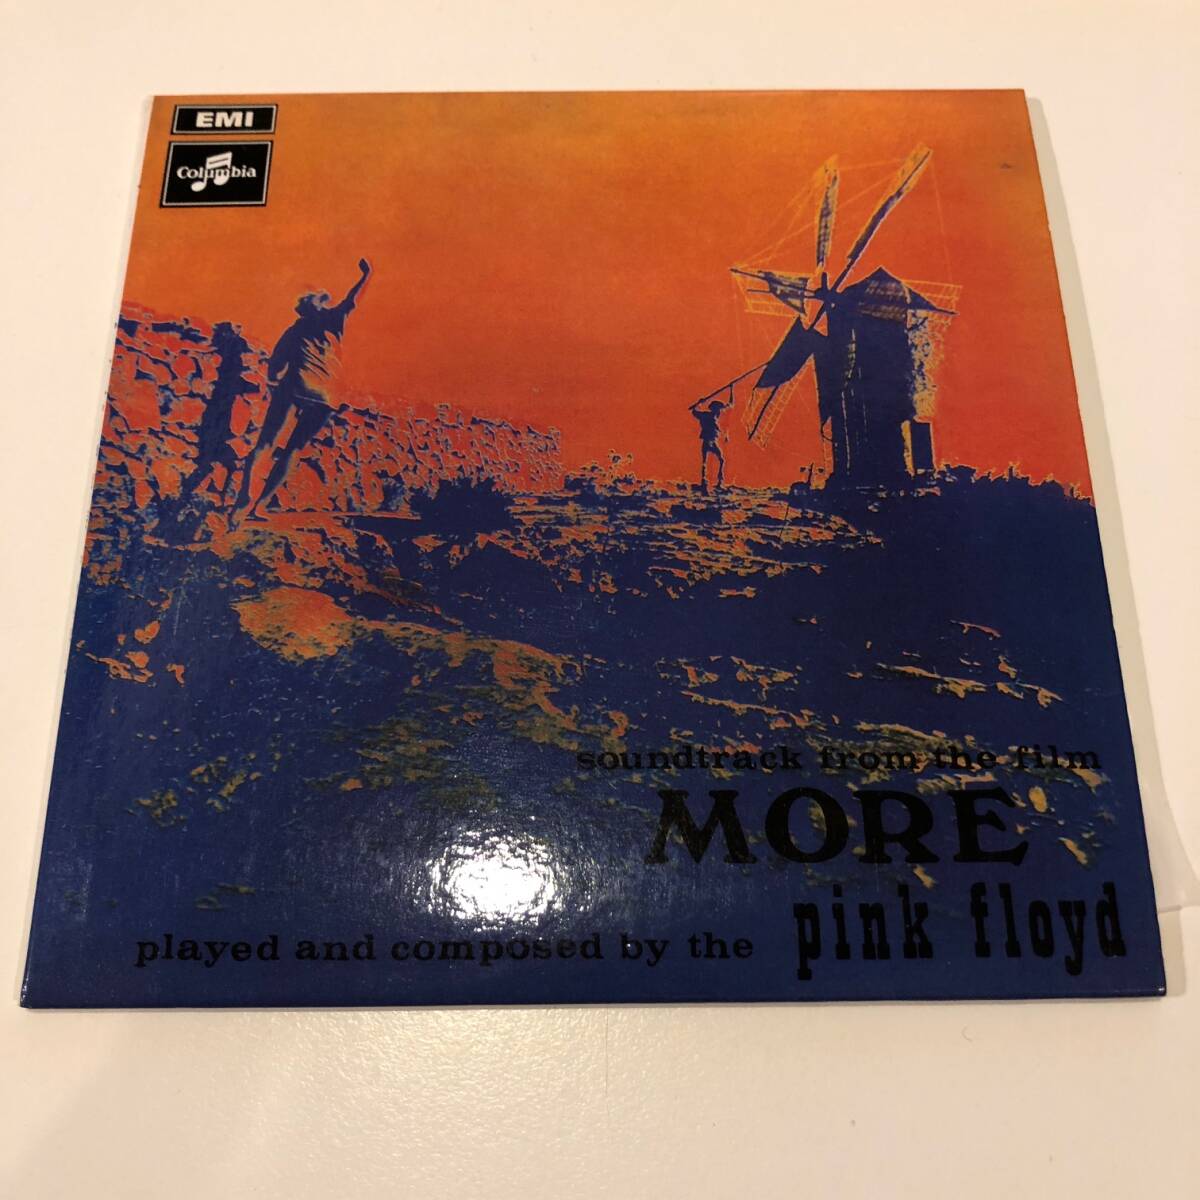 EMI
Columbia
soundtrack from the film
MORE
played and composed by the pink floyd